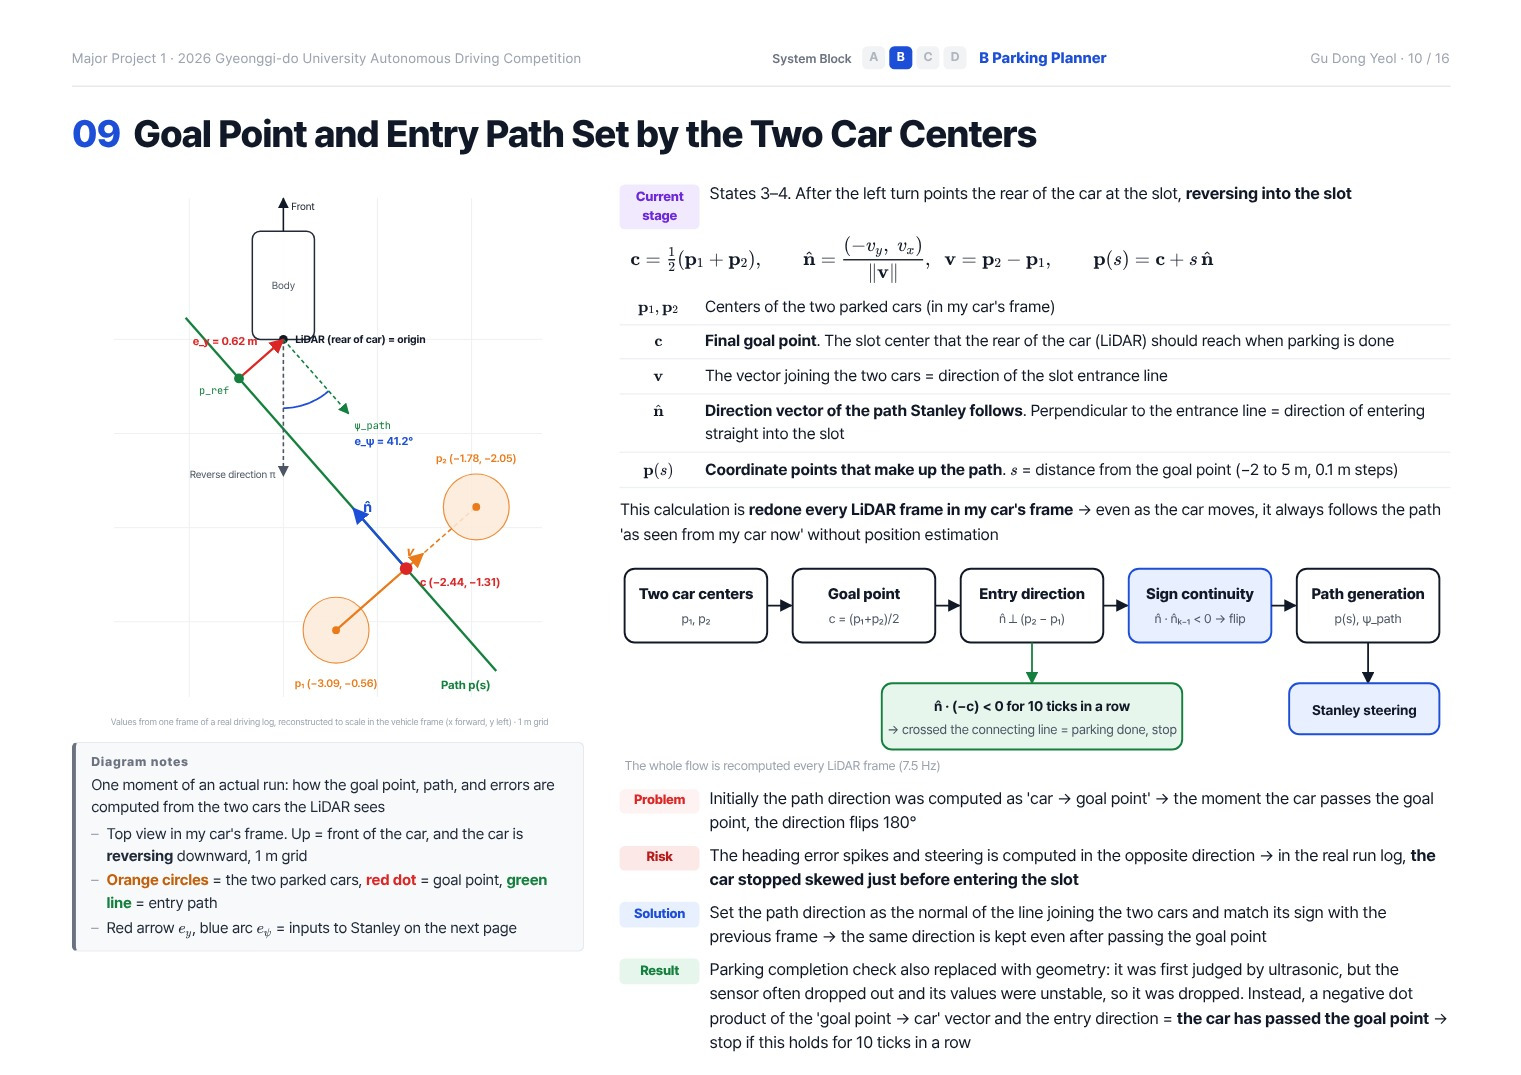 Major Project 1 · 2026 Gyeonggi-do University Autonomous Driving Competition
System Block A B C D B Parking Planner
Gu Dong Yeol · 10 / 16
09 Goal Point and Entry Path Set by the Two Car Centers
Front
Body
e_y = 0.62 m
LiDAR (rear of car) = origin
p_ref
ψ_path
e_ψ = 41.2°
p₂ (−1.78, −2.05)
Reverse direction π
n̂
v
c (−2.44, −1.31)
p₁ (−3.09, −0.56)
Path p(s)
Values from one frame of a real driving log, reconstructed to scale in the vehicle frame (x forward, y left) · 1 m grid
Diagram notes
One moment of an actual run: how the goal point, path, and errors are
computed from the two cars the LiDAR sees
– Top view in my car's frame. Up = front of the car, and the car is
reversing downward, 1 m grid
– Orange circles = the two parked cars, red dot = goal point, green
line = entry path
– Red arrow e_y, blue arc e_ψ = inputs to Stanley on the next page
Current
stage
States 3–4. After the left turn points the rear of the car at the slot, reversing into the slot
c = ½(p₁ + p₂), n̂ = (−v_y, v_x) / ‖v‖, v = p₂ − p₁, p(s) = c + s n̂
p₁, p₂ Centers of the two parked cars (in my car's frame)
c Final goal point. The slot center that the rear of the car (LiDAR) should reach when parking is done
v The vector joining the two cars = direction of the slot entrance line
n̂ Direction vector of the path Stanley follows. Perpendicular to the entrance line = direction of entering
straight into the slot
p(s) Coordinate points that make up the path. s = distance from the goal point (−2 to 5 m, 0.1 m steps)
This calculation is redone every LiDAR frame in my car's frame → even as the car moves, it always follows the path
'as seen from my car now' without position estimation
Two car centers
p₁, p₂
Goal point
c = (p₁+p₂)/2
Entry direction
n̂ ⊥ (p₂ − p₁)
Sign continuity
n̂ · n̂ₖ₋₁ < 0 → flip
Path generation
p(s), ψ_path
n̂ · (−c) < 0 for 10 ticks in a row
→ crossed the connecting line = parking done, stop
Stanley steering
The whole flow is recomputed every LiDAR frame (7.5 Hz)
Problem
Initially the path direction was computed as 'car → goal point' → the moment the car passes the goal
point, the direction flips 180°
Risk
The heading error spikes and steering is computed in the opposite direction → in the real run log, the
car stopped skewed just before entering the slot
Solution
Set the path direction as the normal of the line joining the two cars and match its sign with the
previous frame → the same direction is kept even after passing the goal point
Result
Parking completion check also replaced with geometry: it was first judged by ultrasonic, but the
sensor often dropped out and its values were unstable, so it was dropped. Instead, a negative dot
product of the 'goal point → car' vector and the entry direction = the car has passed the goal point →
stop if this holds for 10 ticks in a row